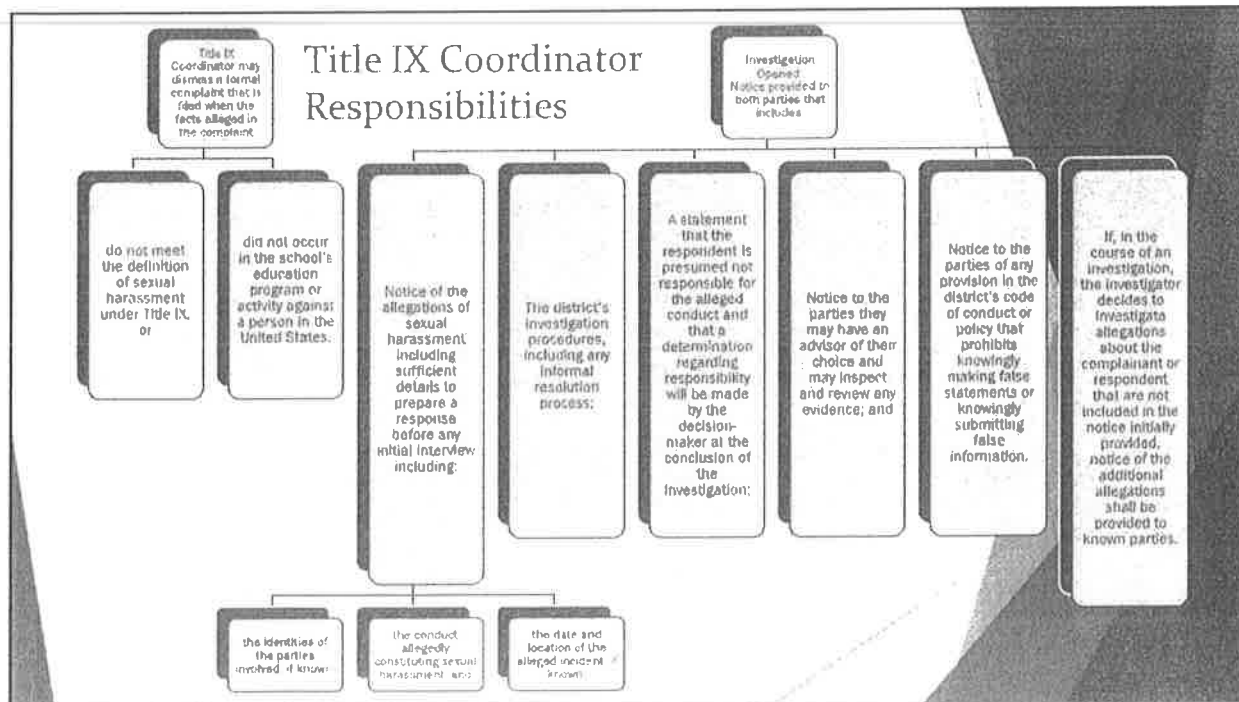 Title IX Coordinator
Responsibilities
Title IX
Coordinator may
dismiss a formal
complaint that is
filed when the
facts alleged in
the complaint
do not meet
the definition
of sexual
harassment
under Title IX,
or
did not occur
in the school's
education
program or
activity against
a person in the
United States.
Investigation
Opened
Notice provided to
both parties that
includes
Notice of the
allegations of
sexual
harassment
including
sufficient
details to
prepare a
response
before any
initial interview
including:
the identities of
the parties
involved, if known
the conduct
allegedly
constituting sexual
harassment, and
the date and
location of the
alleged incident
known
The district's
investigation
procedures,
including any
informal
resolution
process;
A statement
that the
respondent is
presumed not
responsible for
the alleged
conduct and
that a
determination
regarding
responsibility
will be made
by the
decision-
maker at the
conclusion of
the
investigation;
Notice to the
parties they
may have an
advisor of their
choice and
may inspect
and review any
evidence; and
Notice to the
parties of any
provision in the
district's code
of conduct or
policy that
prohibits
knowingly
making false
statements or
knowingly
submitting
false
information.
If, in the
course of an
investigation,
the investigator
decides to
investigate
allegations
about the
complainant or
respondent
that are not
included in the
notice initially
provided,
notice of the
additional
allegations
shall be
provided to
known parties.